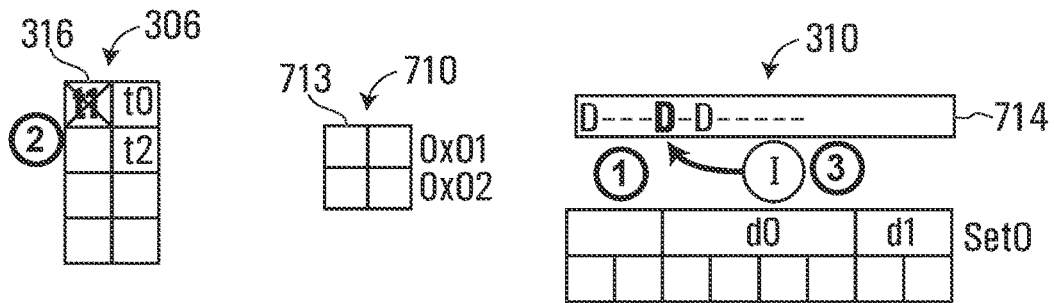 316
306
713
710
310
t0
2
t2
0x01
0x02
D---D-D------
714
1
I
3
d0
d1
Set0